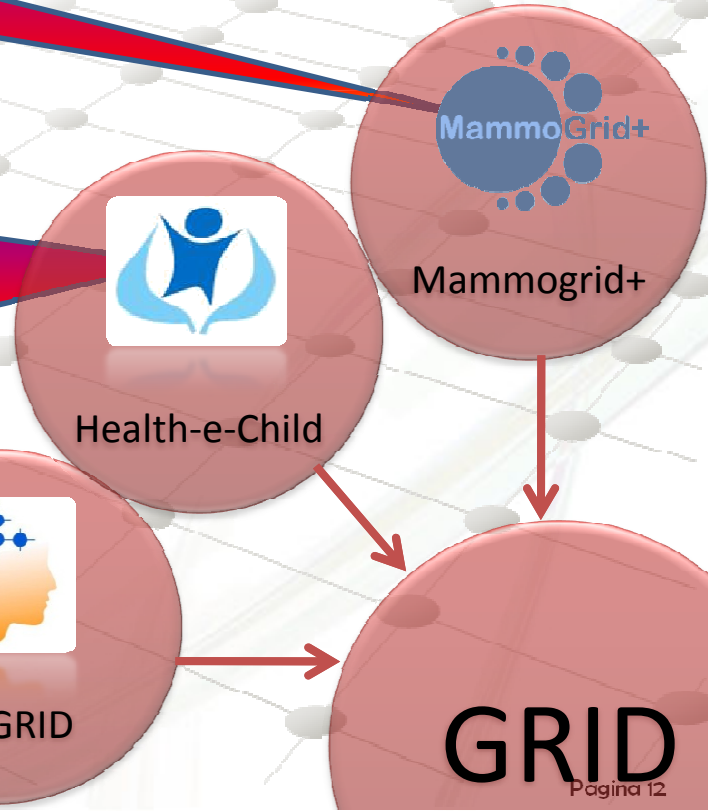 MammoGrid+
Mammogrid+
Health-e-Child
GRID
GRID
Pagina 12